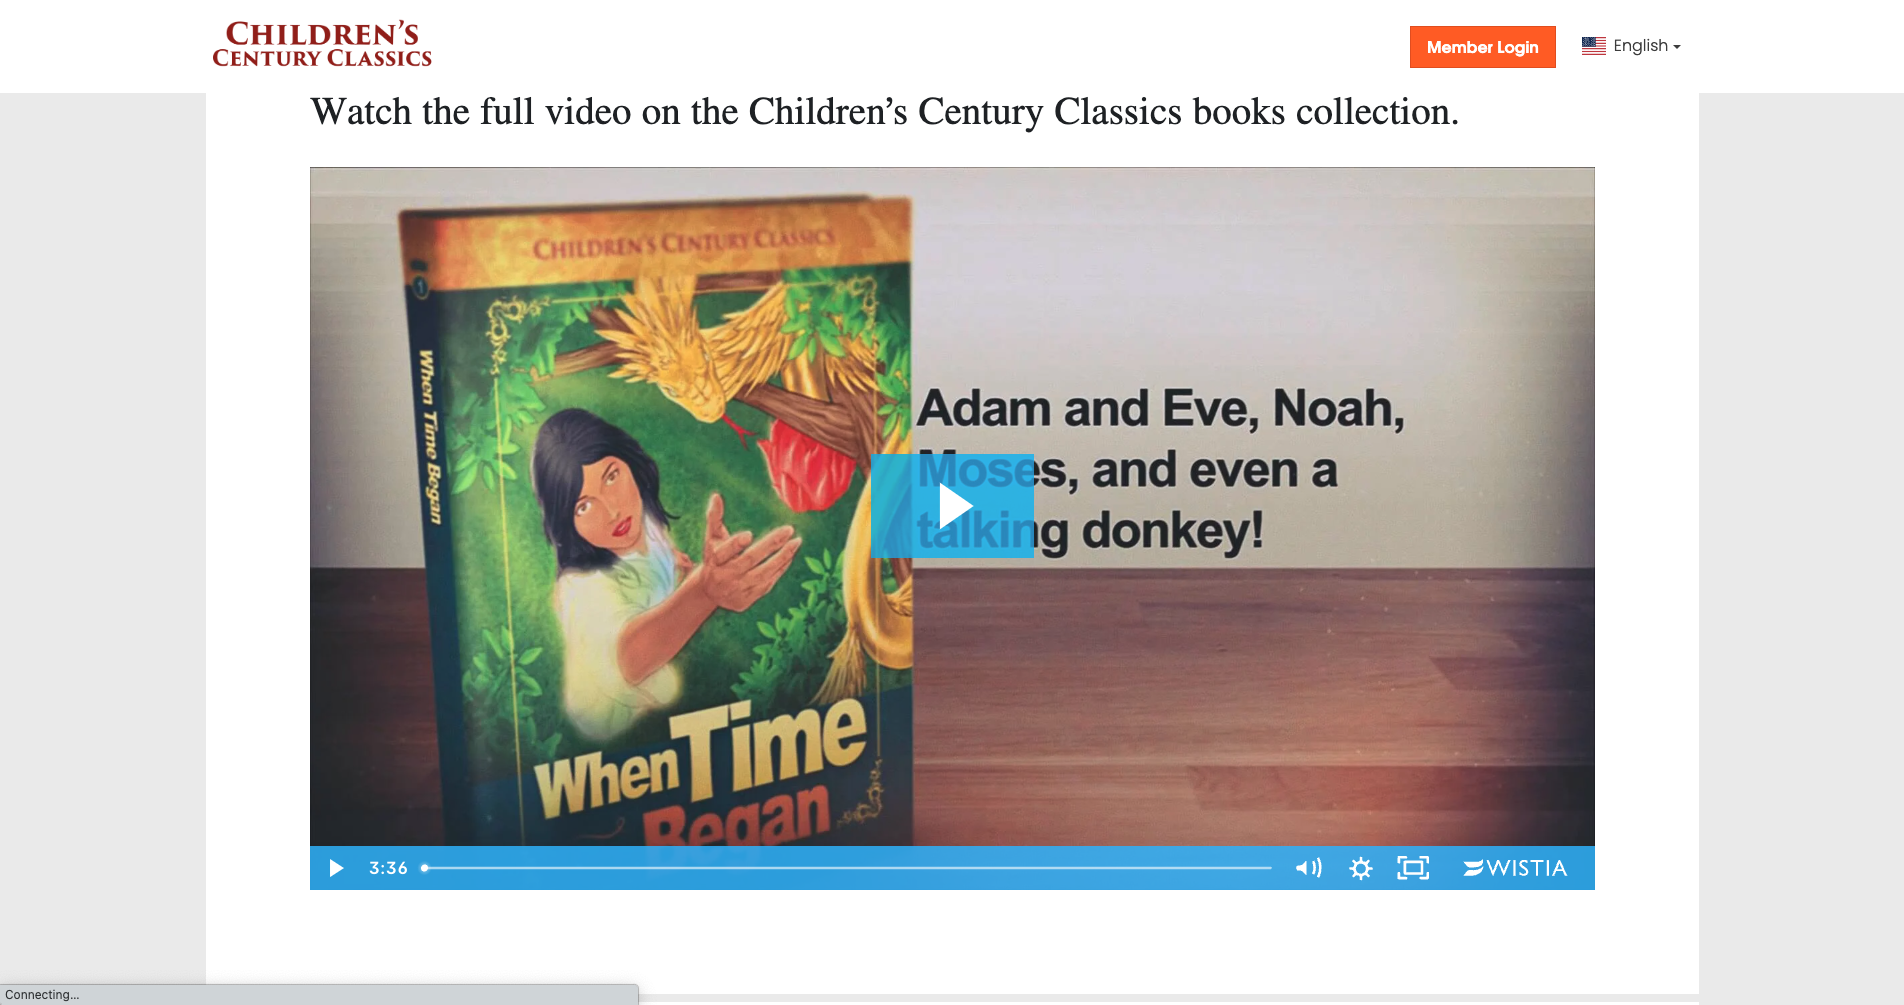 CHILDREN'S
CENTURY CLASSICS
Member Login
English
Watch the full video on the Children’s Century Classics books collection.
CHILDREN'S CENTURY CLASSICS
1
When Time Began
Adam and Eve, Noah,
Moses, and even a
talking donkey!
When Time
Began
3:36
WISTIA
Connecting...